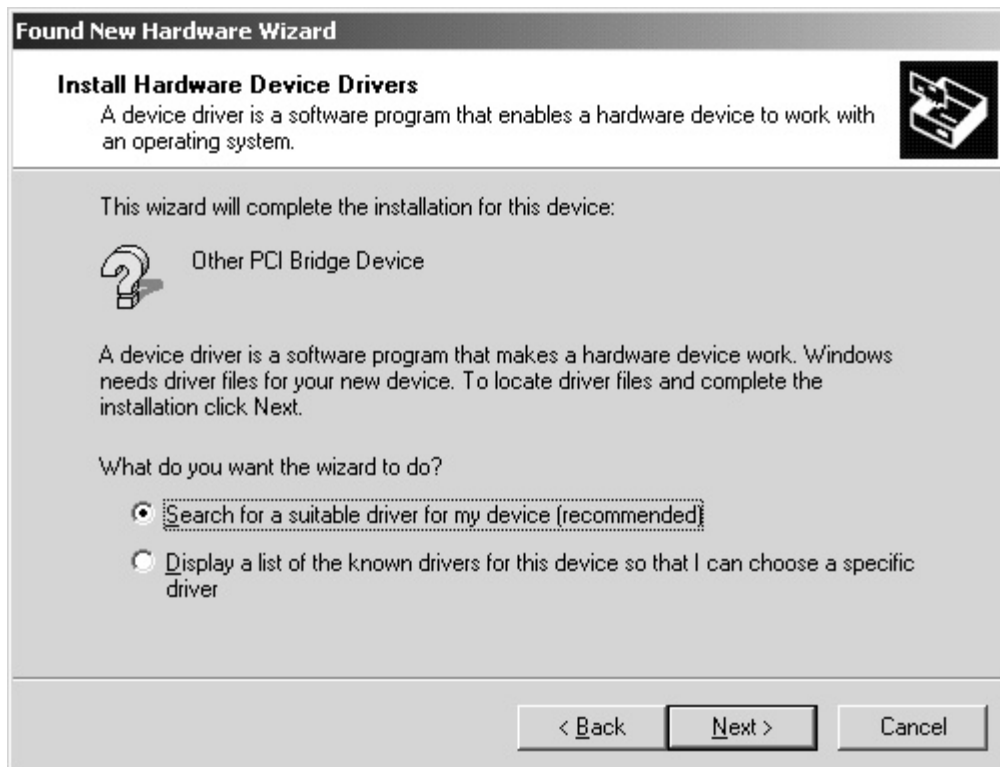 Found New Hardware Wizard
Install Hardware Device Drivers
A device driver is a software program that enables a hardware device to work with
an operating system.
This wizard will complete the installation for this device:
Other PCI Bridge Device
A device driver is a software program that makes a hardware device work. Windows
needs driver files for your new device. To locate driver files and complete the
installation click Next.
What do you want the wizard to do?
Search for a suitable driver for my device (recommended)
Display a list of the known drivers for this device so that I can choose a specific
driver
< Back Next > Cancel